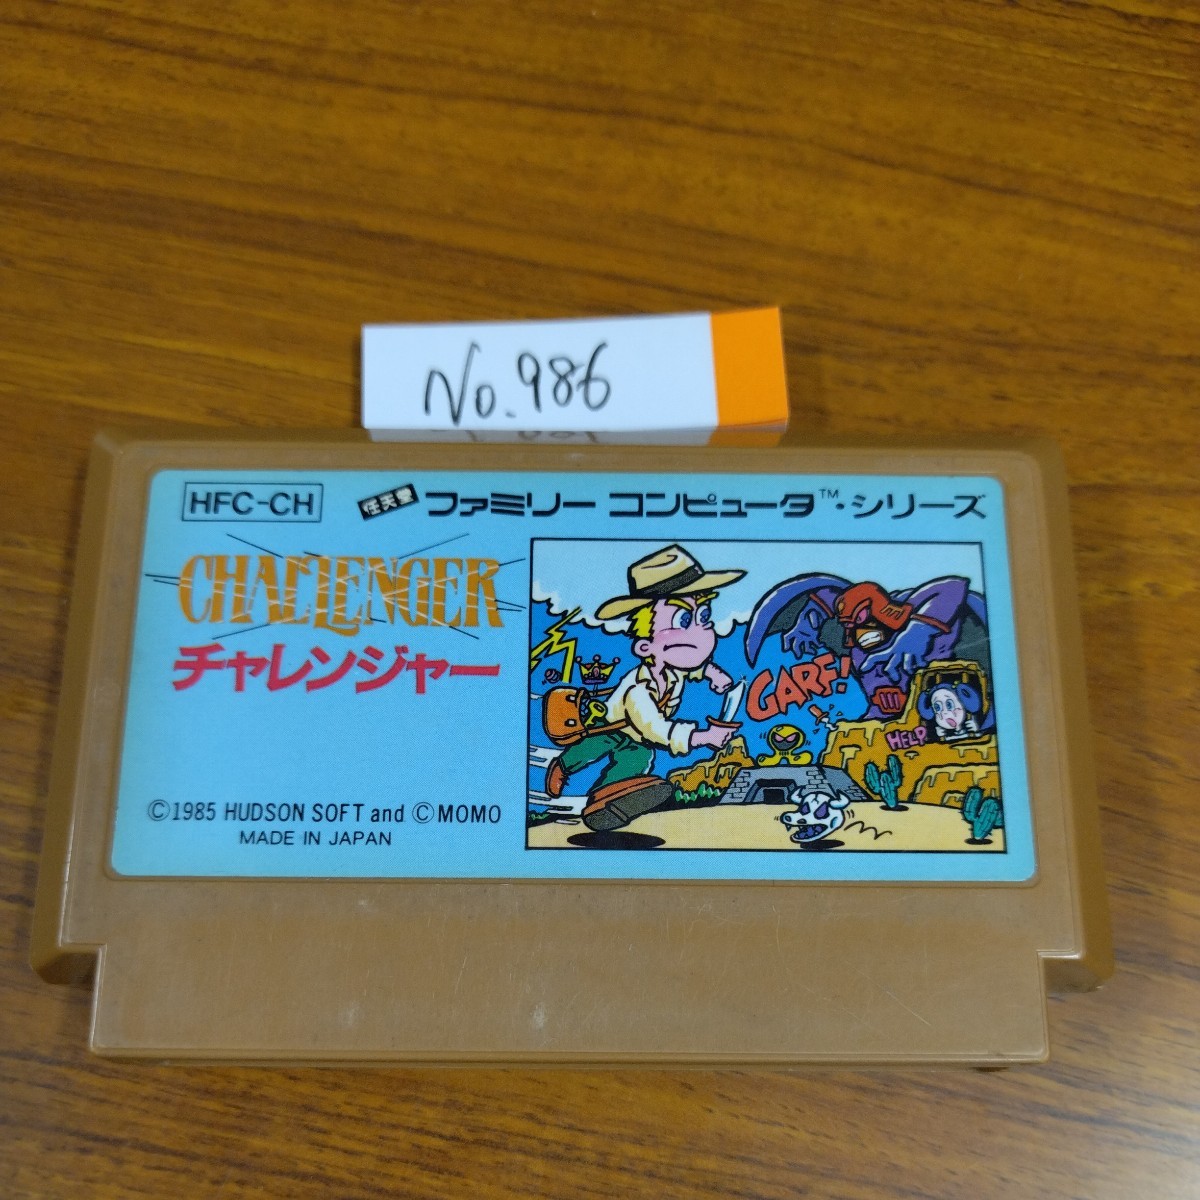 No.986
HFC-CH
任天堂 ファミリー コンピュータ™・シリーズ
CHALLENGER
チャレンジャー
GARF!
HELP
©1985 HUDSON SOFT and ©MOMO
MADE IN JAPAN